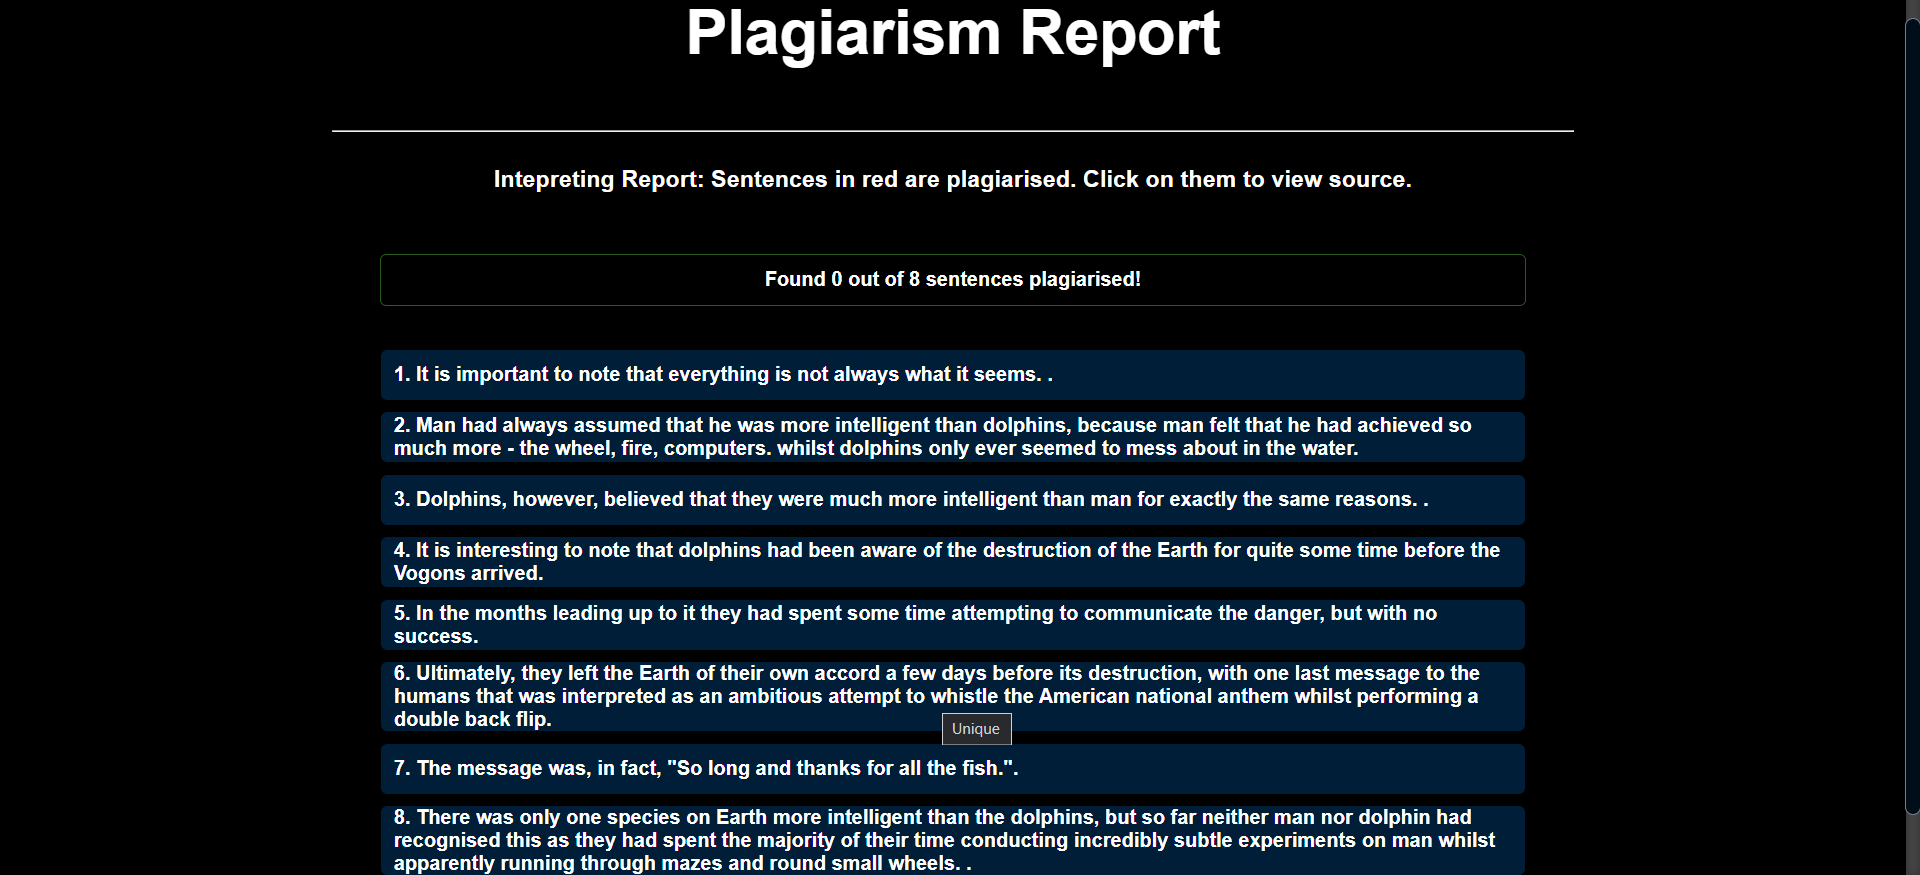 Plagiarism Report
Intepreting Report: Sentences in red are plagiarised. Click on them to view source.
Found 0 out of 8 sentences plagiarised!
1. It is important to note that everything is not always what it seems. .
2. Man had always assumed that he was more intelligent than dolphins, because man felt that he had achieved so
much more - the wheel, fire, computers. whilst dolphins only ever seemed to mess about in the water.
3. Dolphins, however, believed that they were much more intelligent than man for exactly the same reasons. .
4. It is interesting to note that dolphins had been aware of the destruction of the Earth for quite some time before the
Vogons arrived.
5. In the months leading up to it they had spent some time attempting to communicate the danger, but with no
success.
6. Ultimately, they left the Earth of their own accord a few days before its destruction, with one last message to the
humans that was interpreted as an ambitious attempt to whistle the American national anthem whilst performing a
double back flip.
Unique
7. The message was, in fact, "So long and thanks for all the fish.".
8. There was only one species on Earth more intelligent than the dolphins, but so far neither man nor dolphin had
recognised this as they had spent the majority of their time conducting incredibly subtle experiments on man whilst
apparently running through mazes and round small wheels. .